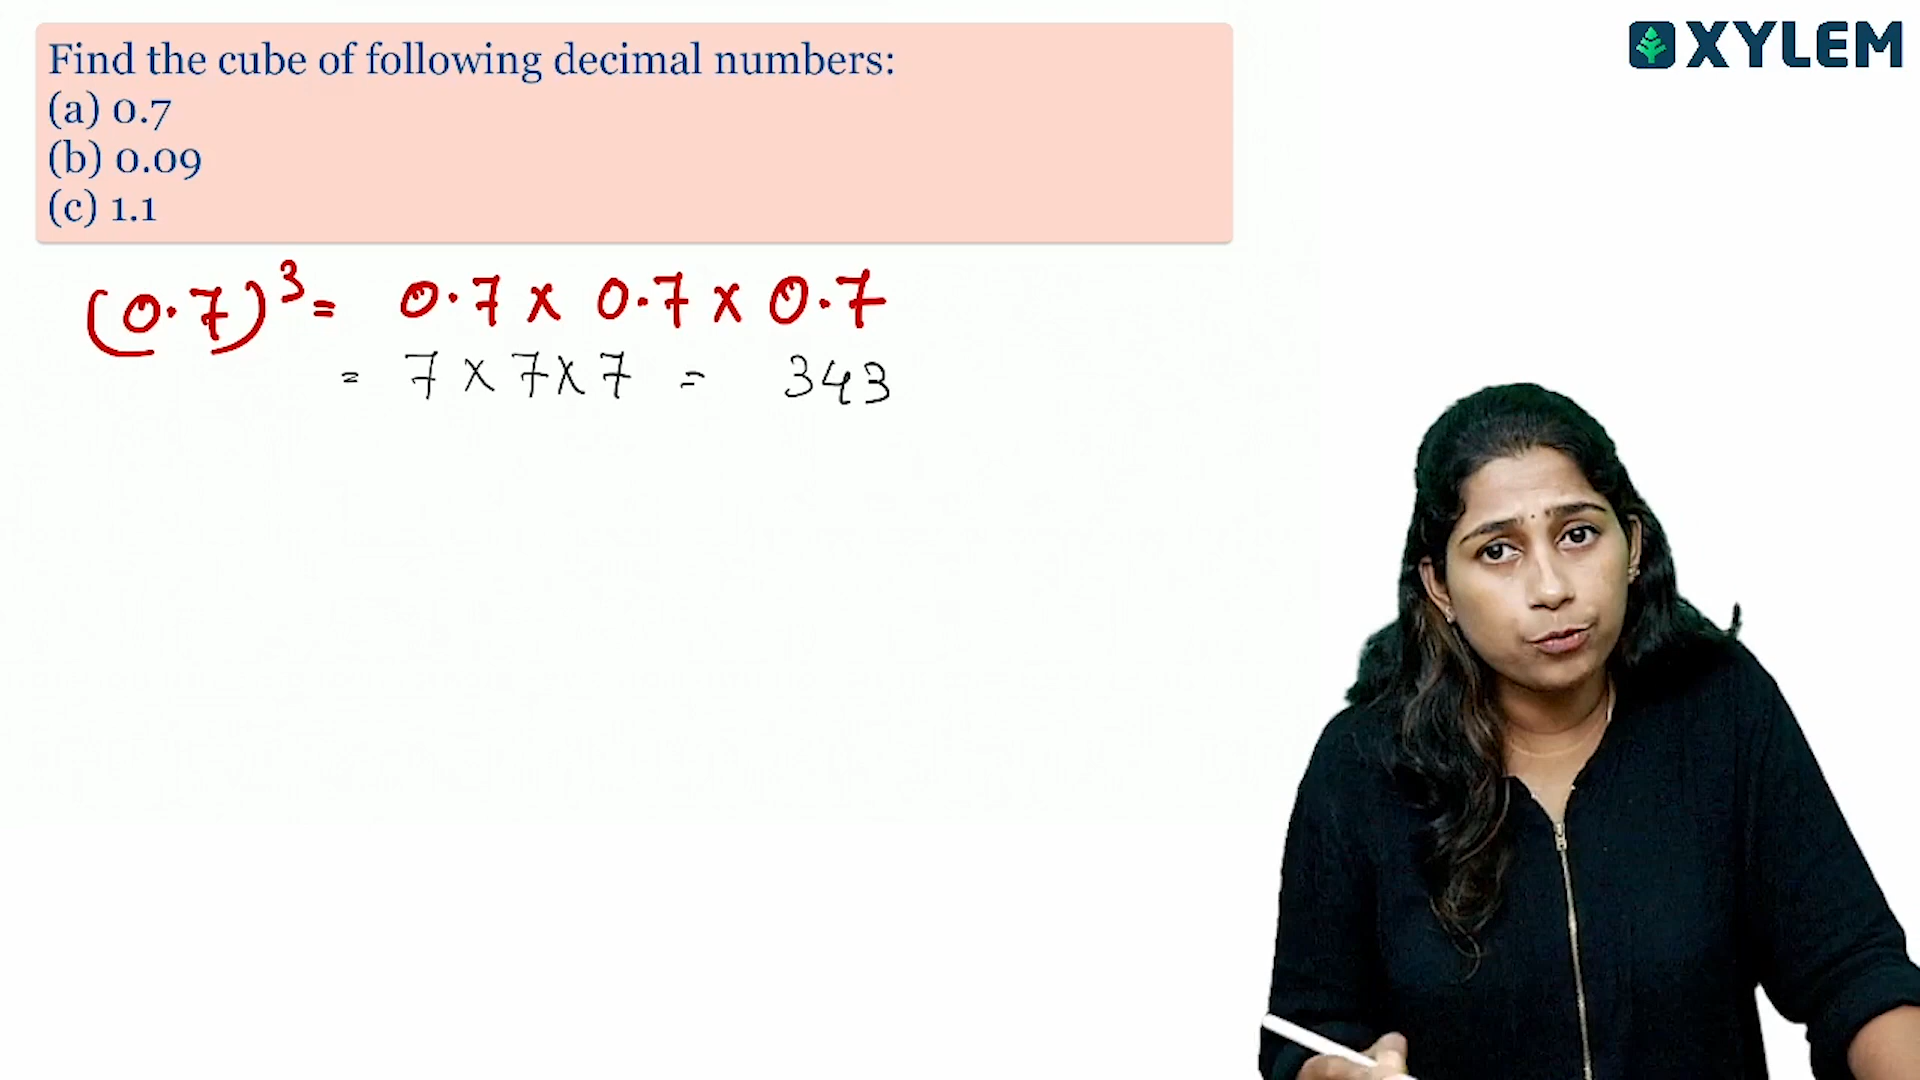 Find the cube of following decimal numbers:
(a) 0.7
(b) 0.09
(c) 1.1
XYLEM
(0.7)³ = 0.7 × 0.7 × 0.7
= 7 × 7 × 7 = 343